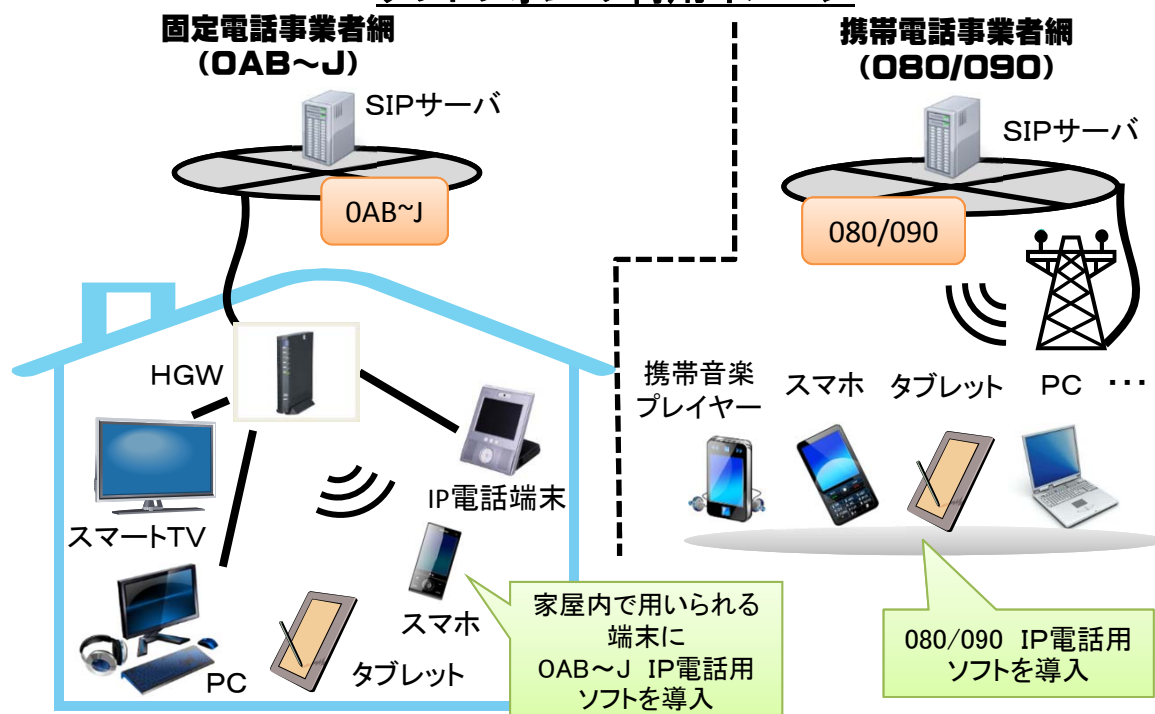 固定電話事業者網
(0AB～J)
SIPサーバ
0AB~J
HGW
スマートTV
IP電話端末
スマホ
PC
タブレット
家屋内で用いられる
端末に
0AB～J IP電話用
ソフトを導入
携帯電話事業者網
(080/090)
SIPサーバ
080/090
携帯音楽
プレイヤー
スマホ
タブレット
PC
･･･
080/090 IP電話用
ソフトを導入